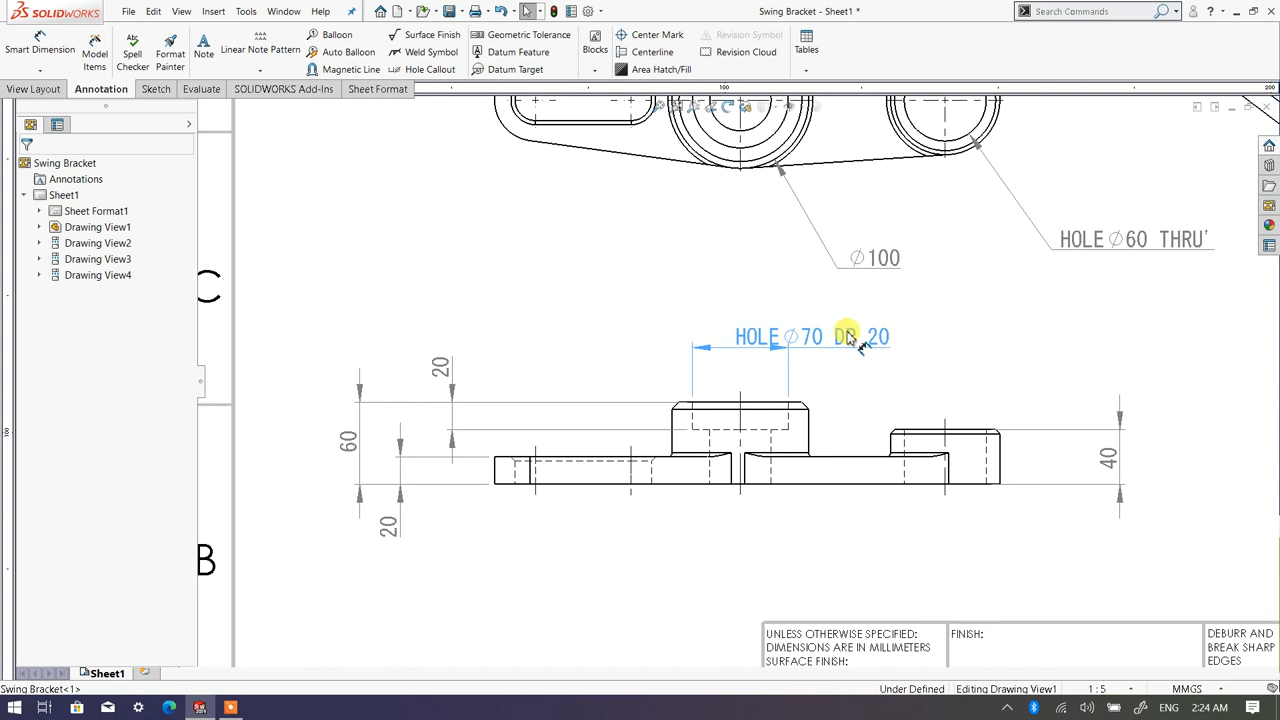 SOLIDWORKS
File
Edit
View
Insert
Tools
Window
Help
Swing Bracket - Sheet1 *
Search Commands
Smart Dimension
Model Items
Spell Checker
Format Painter
Note
Linear Note Pattern
Balloon
Auto Balloon
Magnetic Line
Surface Finish
Weld Symbol
Hole Callout
Geometric Tolerance
Datum Feature
Datum Target
Blocks
Center Mark
Centerline
Area Hatch/Fill
Revision Symbol
Revision Cloud
Tables
View Layout
Annotation
Sketch
Evaluate
SOLIDWORKS Add-Ins
Sheet Format
100
200
Swing Bracket
Annotations
Sheet1
Sheet Format1
Drawing View1
Drawing View2
Drawing View3
Drawing View4
C
B
HOLE ∅60 THRU'
∅100
HOLE ∅70 DP 20
20
60
20
40
UNLESS OTHERWISE SPECIFIED:
DIMENSIONS ARE IN MILLIMETERS
SURFACE FINISH:
FINISH:
DEBURR AND
BREAK SHARP
EDGES
100
Sheet1
Swing Bracket<1>
Under Defined
Editing Drawing View1
1 : 5
MMGS
ENG
2:24 AM